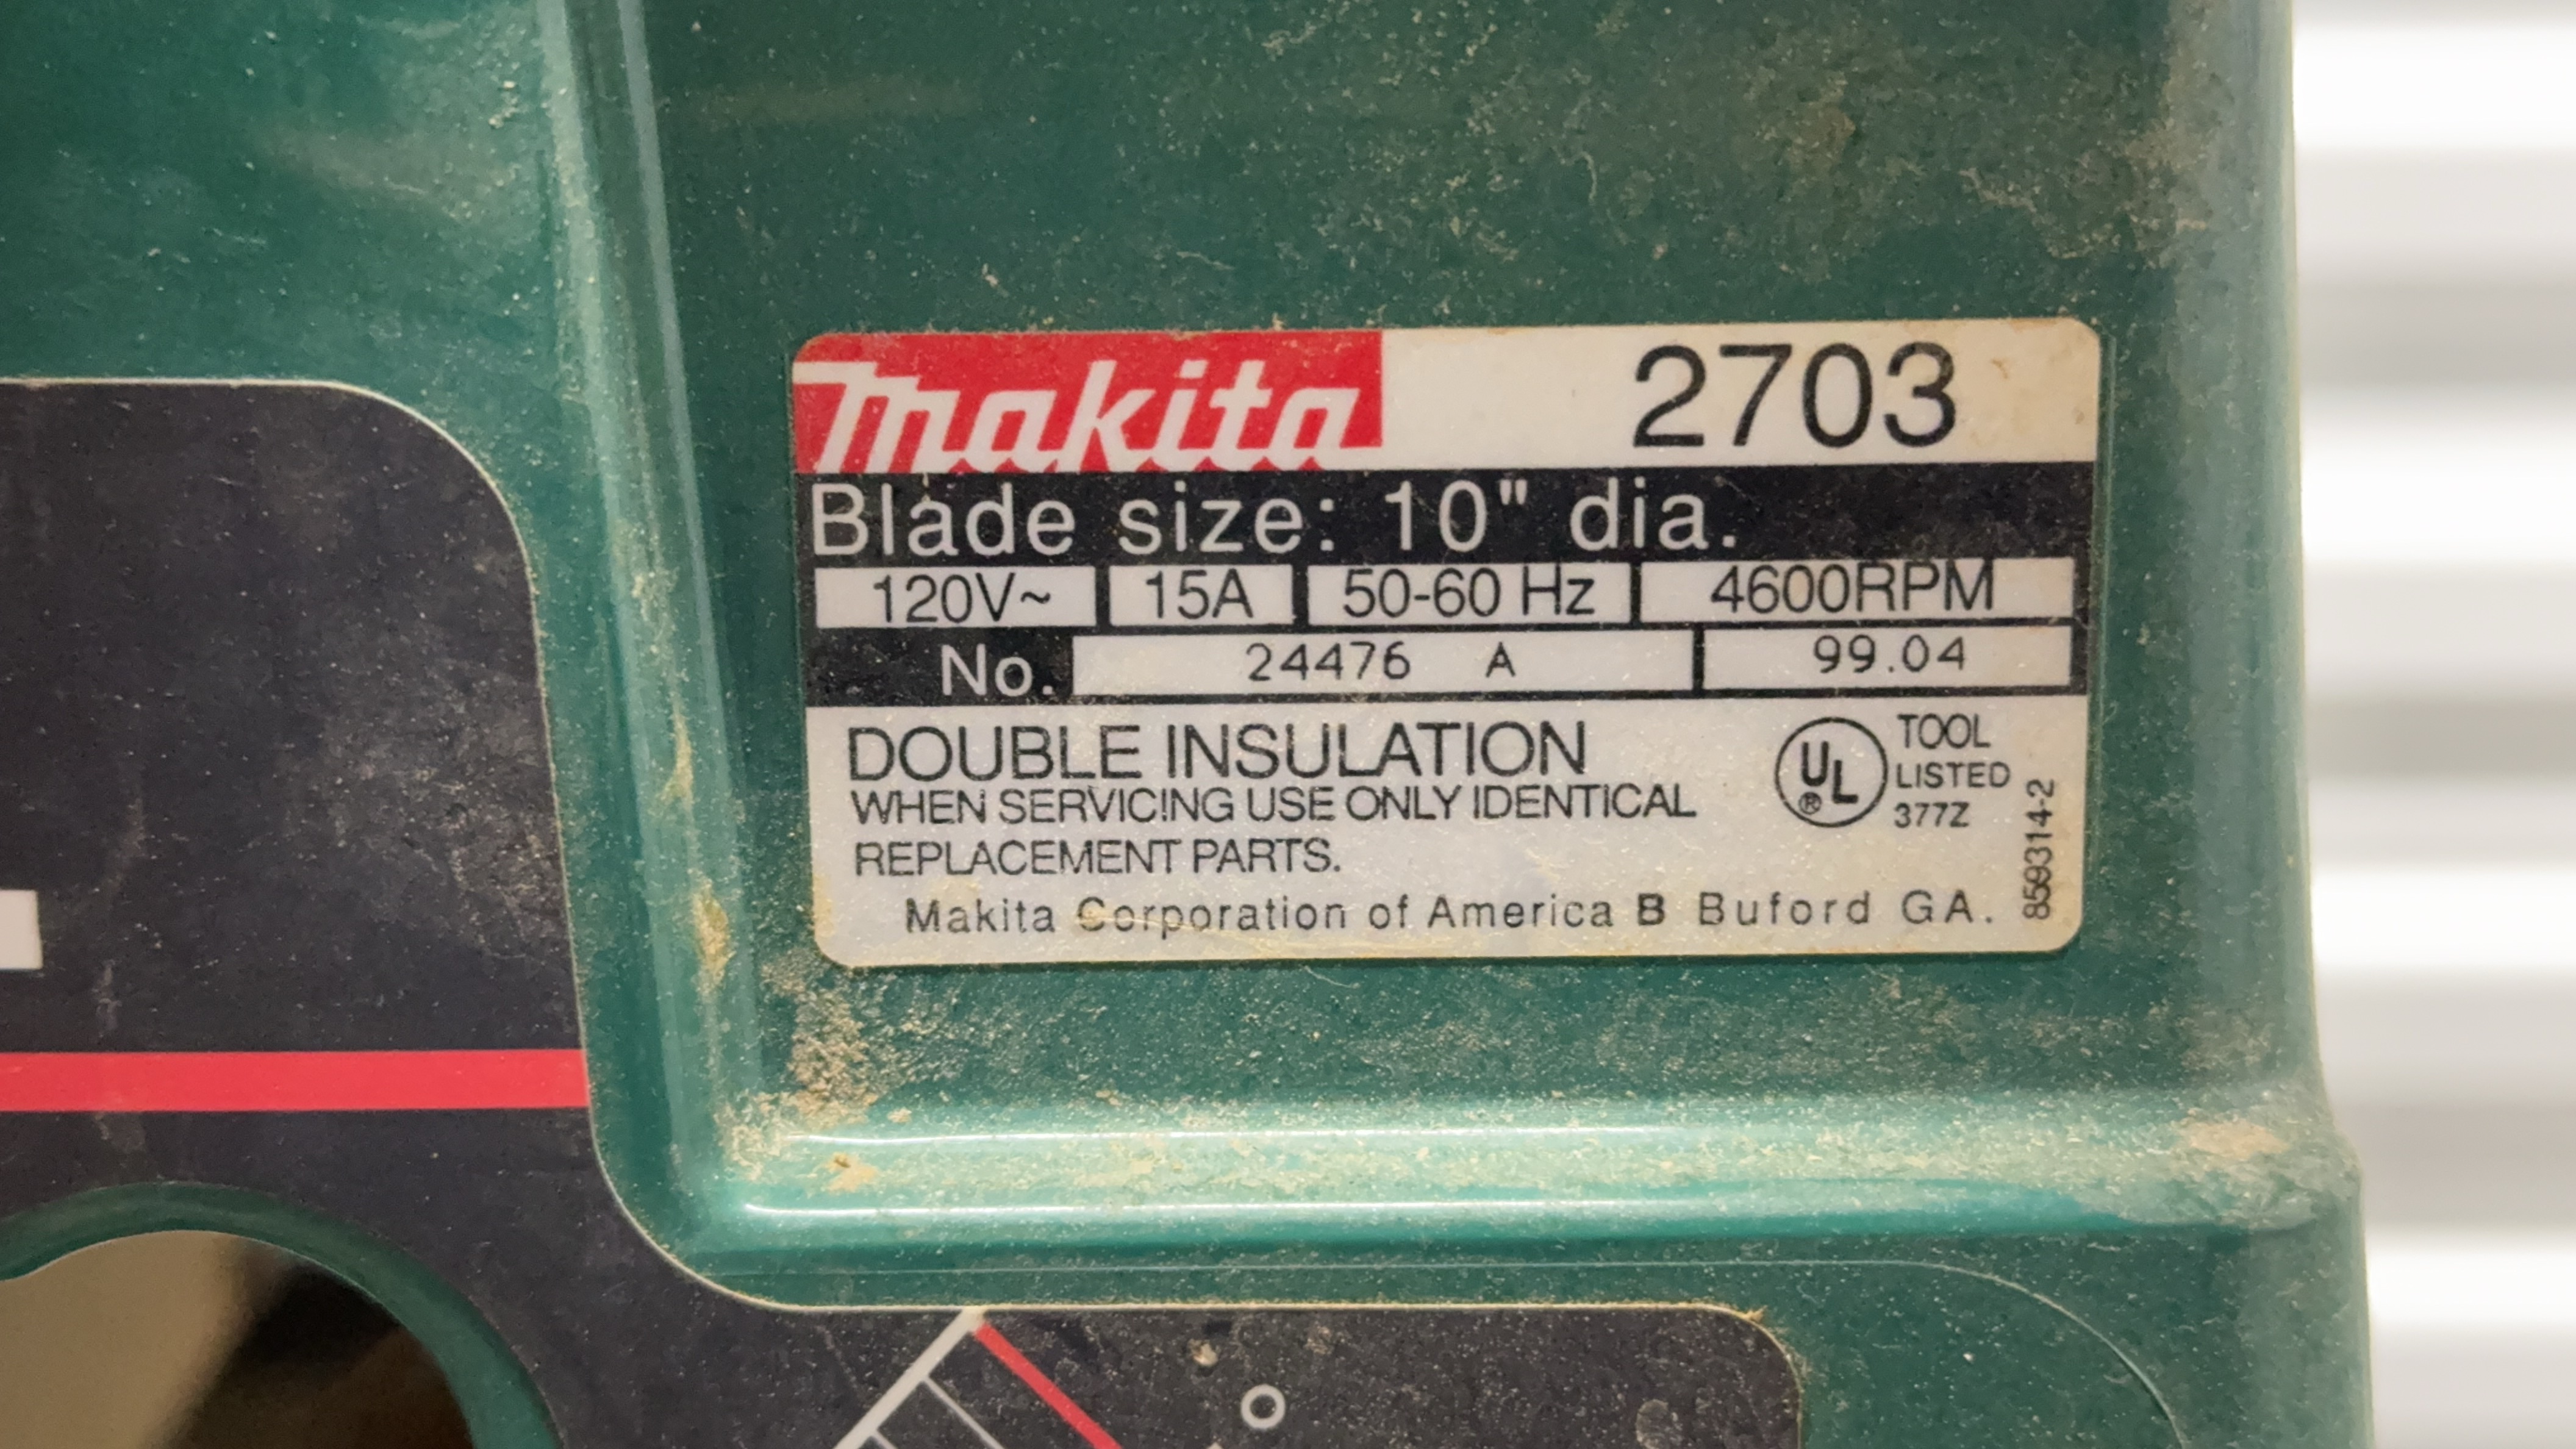 Makita 2703
Blade size: 10" dia.
120V~ 15A 50-60 Hz 4600RPM
No. 24476 A 99.04
DOUBLE INSULATION
WHEN SERVICING USE ONLY IDENTICAL
REPLACEMENT PARTS.
UL ® TOOL
LISTED
377Z
Makita Corporation of America B Buford GA.
859314-2